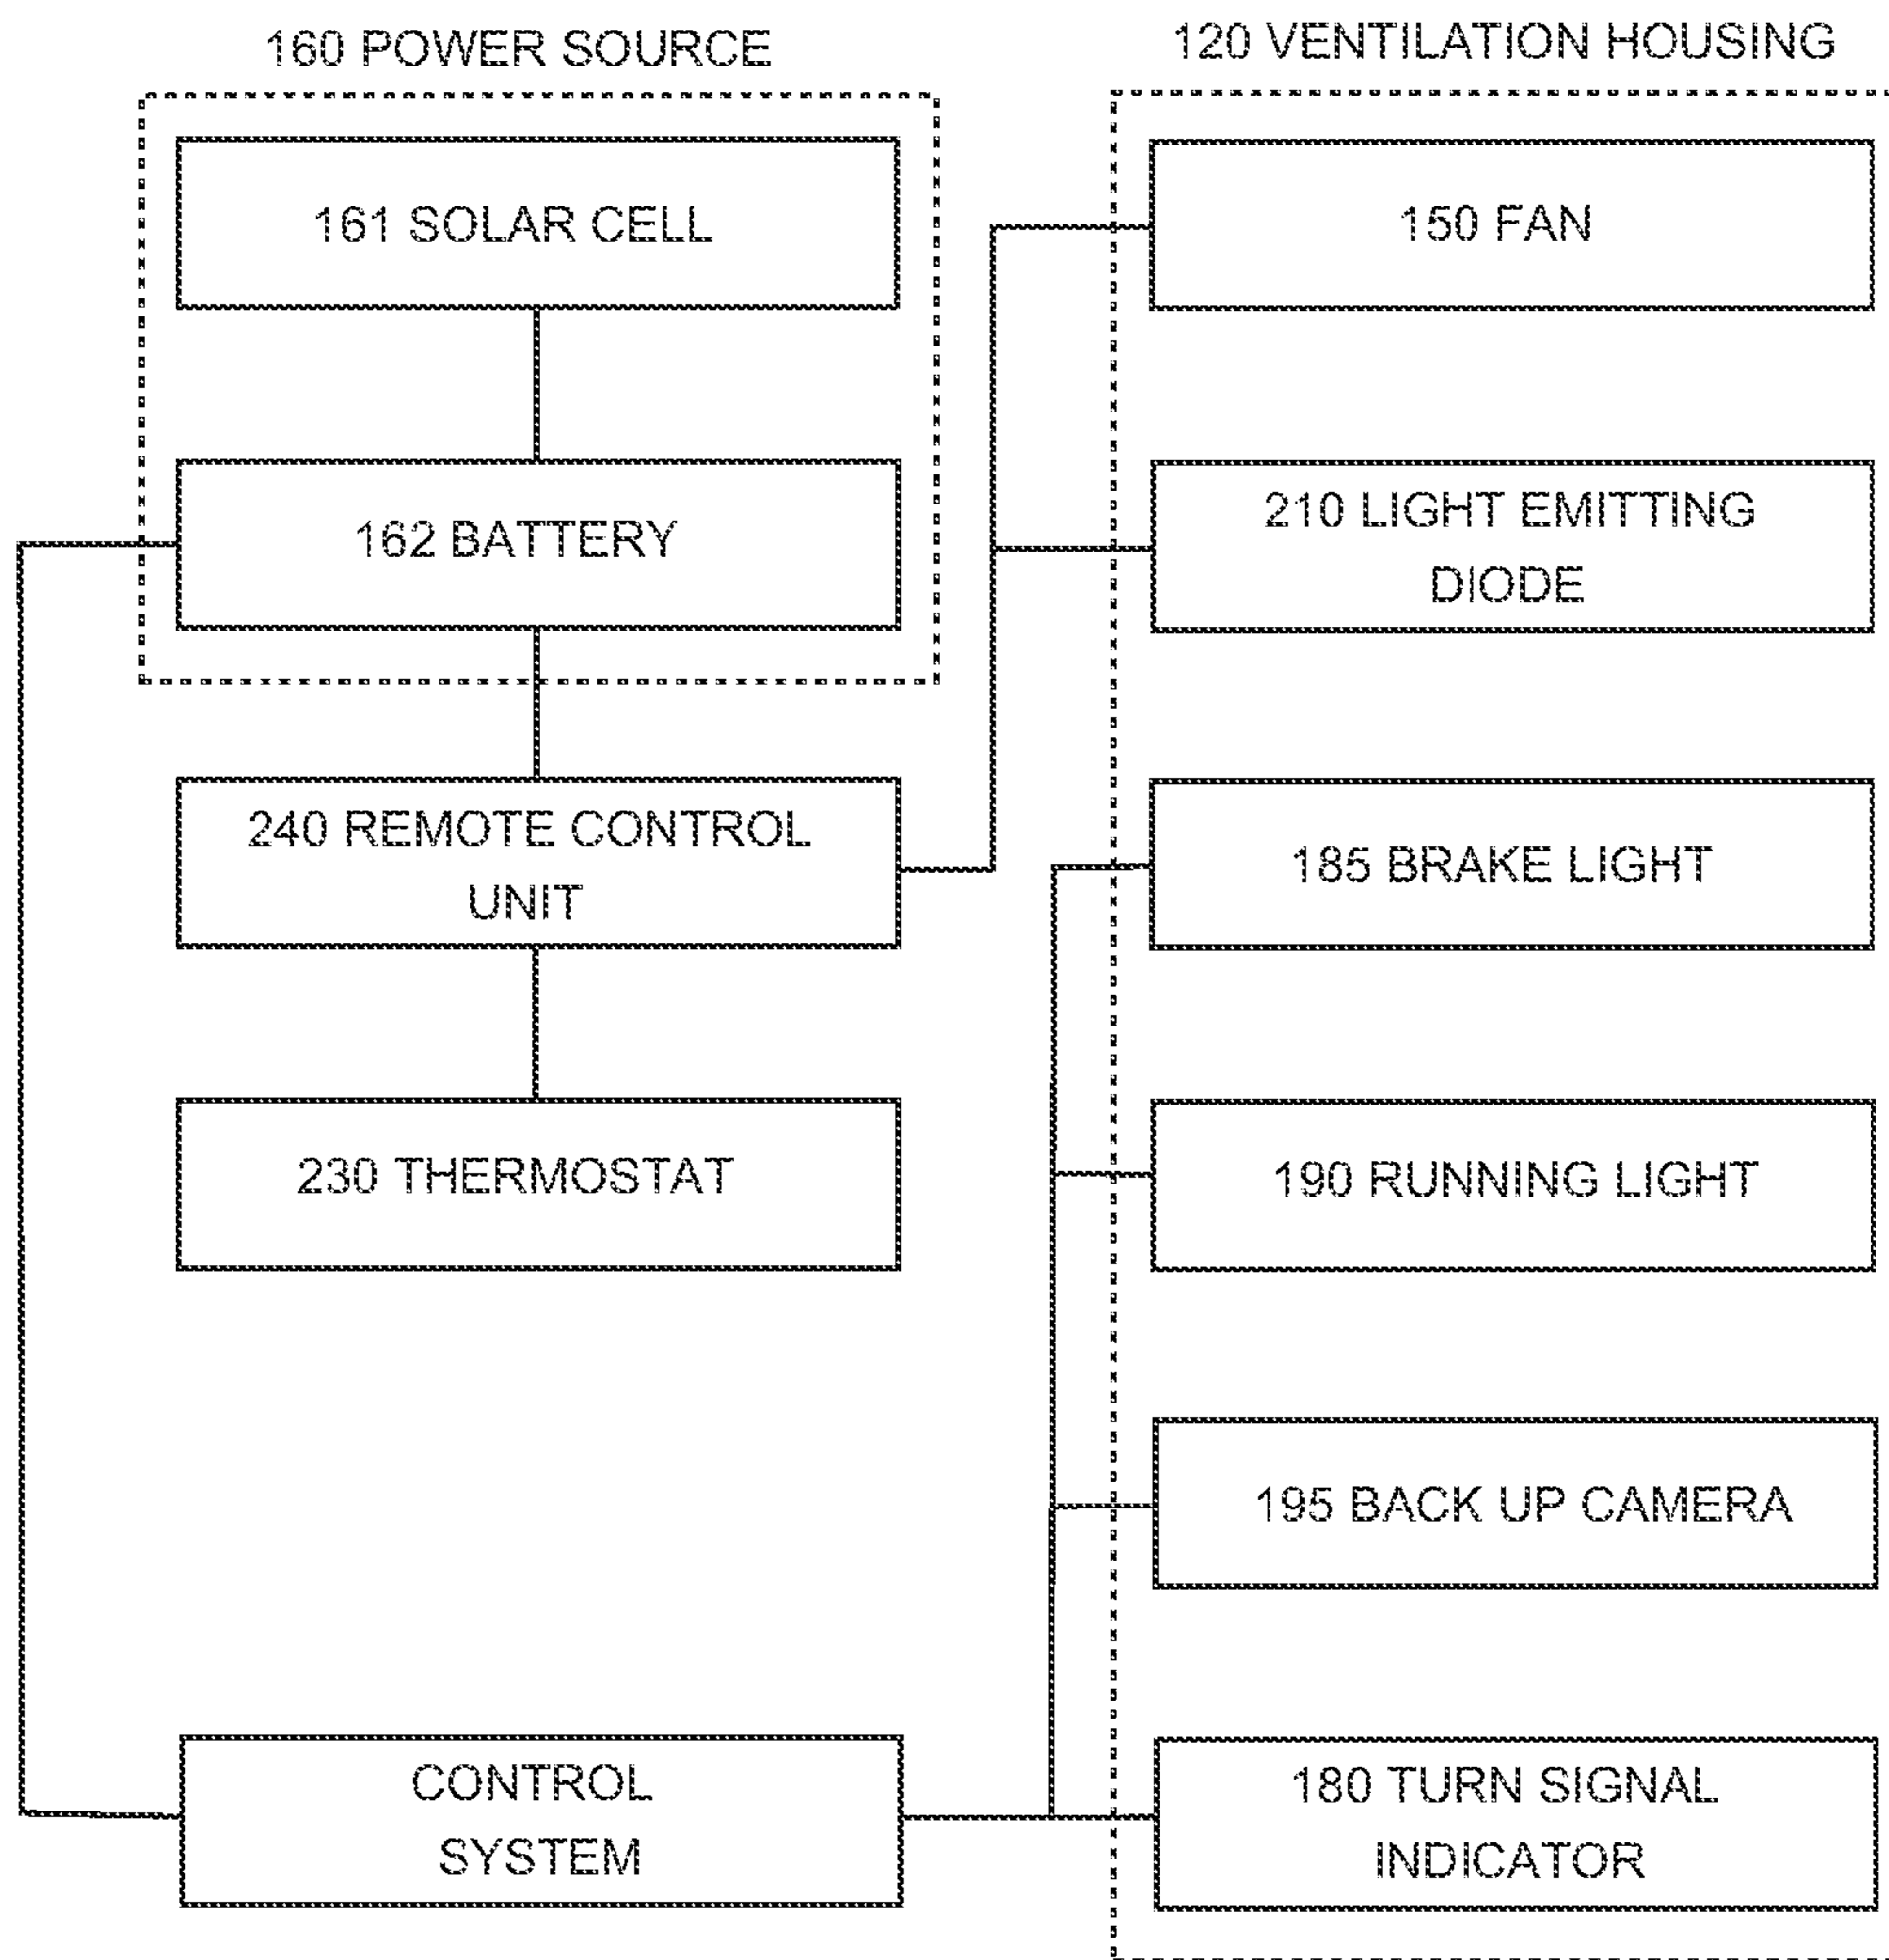 160 POWER SOURCE
161 SOLAR CELL
162 BATTERY
240 REMOTE CONTROL
UNIT
230 THERMOSTAT
CONTROL
SYSTEM
120 VENTILATION HOUSING
150 FAN
210 LIGHT EMITTING
DIODE
185 BRAKE LIGHT
190 RUNNING LIGHT
195 BACK UP CAMERA
180 TURN SIGNAL
INDICATOR